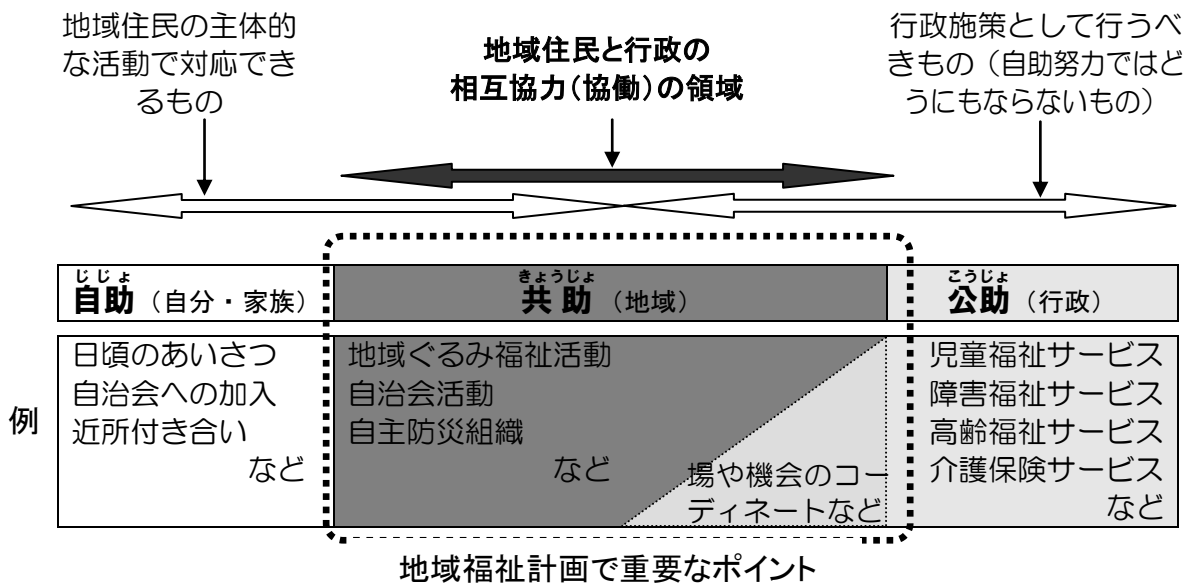 地域住民の主体的
な活動で対応でき
るもの
地域住民と行政の
相互協力(協働)の領域
行政施策として行うべ
きもの（自助努力ではど
うにもならないもの）
じじょ
自助（自分・家族）
きょうじょ
共助（地域）
こうじょ
公助（行政）
例
日頃のあいさつ
自治会への加入
近所付き合い
など
地域ぐるみ福祉活動
自治会活動
自主防災組織
など
場や機会のコー
ディネートなど
児童福祉サービス
障害福祉サービス
高齢福祉サービス
介護保険サービス
など
地域福祉計画で重要なポイント